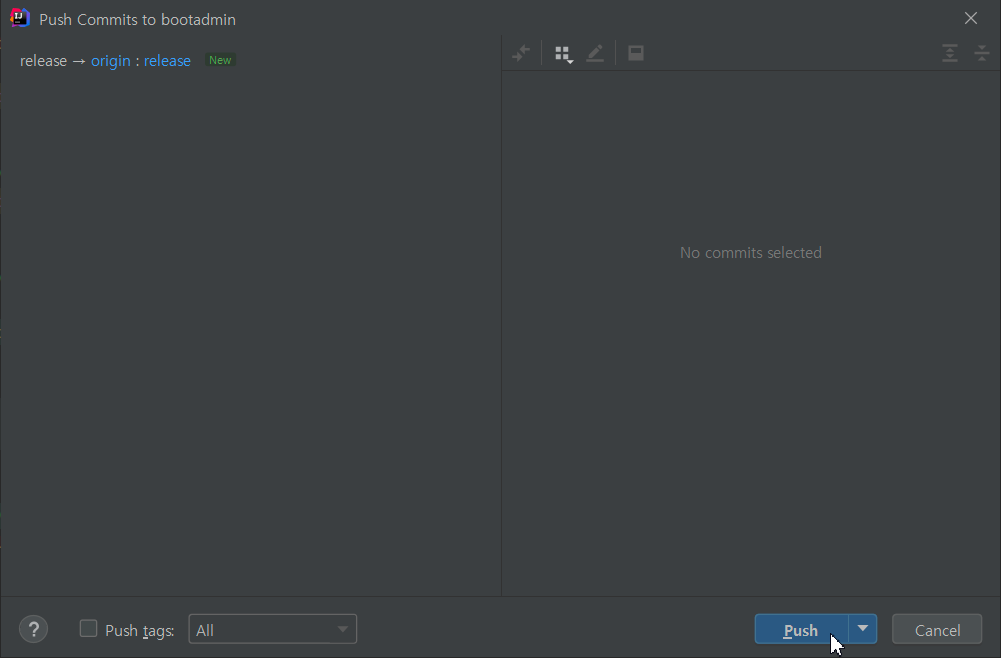 Push Commits to bootadmin
release → origin : release New
No commits selected
? Push tags: All Push Cancel